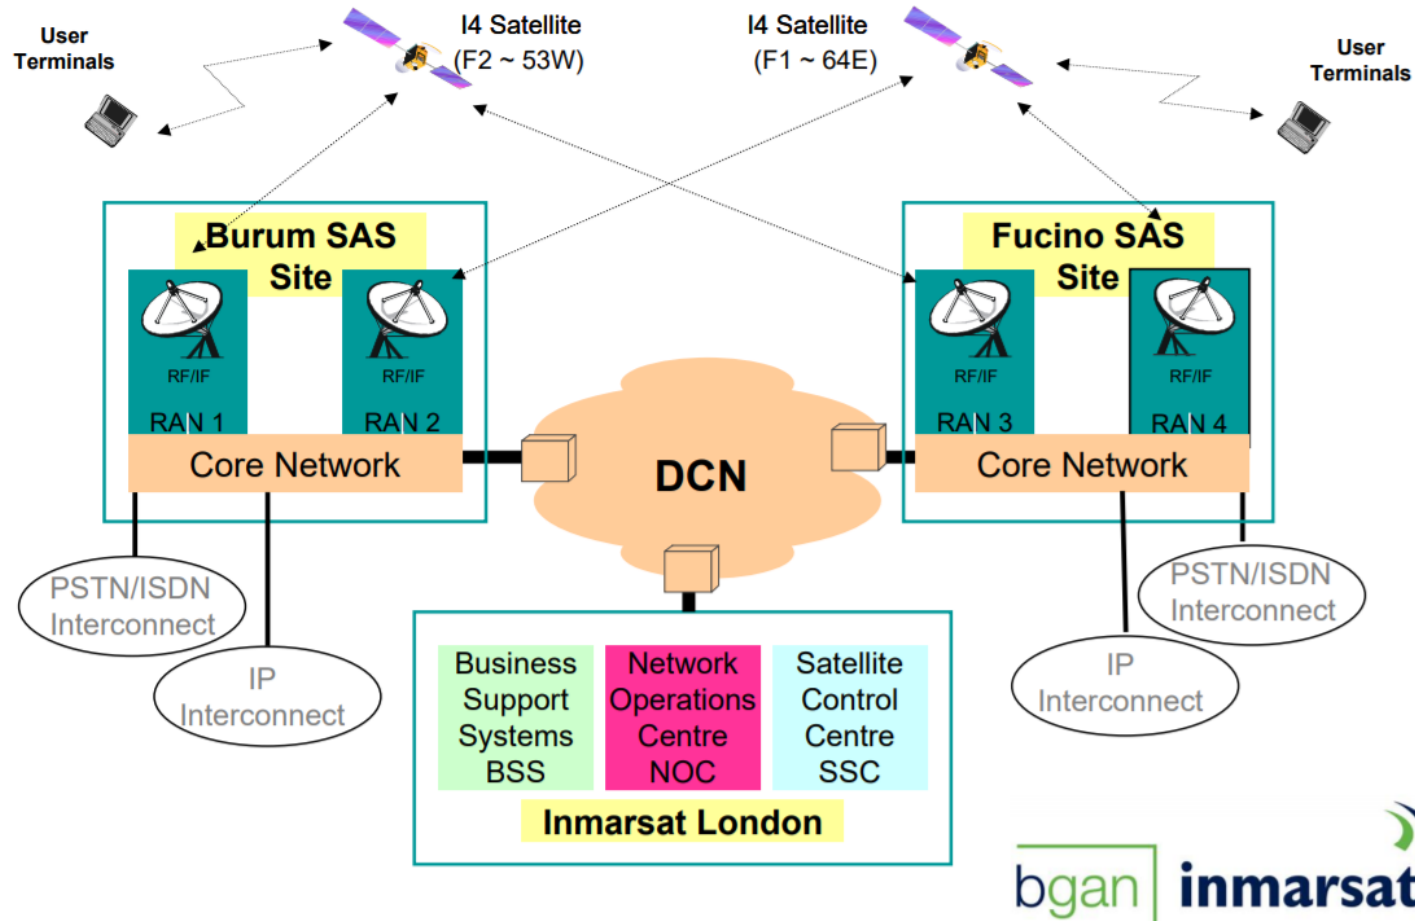 User
Terminals
I4 Satellite
(F2 ~ 53W)
I4 Satellite
(F1 ~ 64E)
User
Terminals
Burum SAS
Site
RF/IF
RAN 1
RF/IF
RAN 2
Core Network
Fucino SAS
Site
RF/IF
RAN 3
RF/IF
RAN 4
Core Network
DCN
PSTN/ISDN
Interconnect
IP
Interconnect
PSTN/ISDN
Interconnect
IP
Interconnect
Business
Support
Systems
BSS
Network
Operations
Centre
NOC
Satellite
Control
Centre
SSC
Inmarsat London
bgan
inmarsat